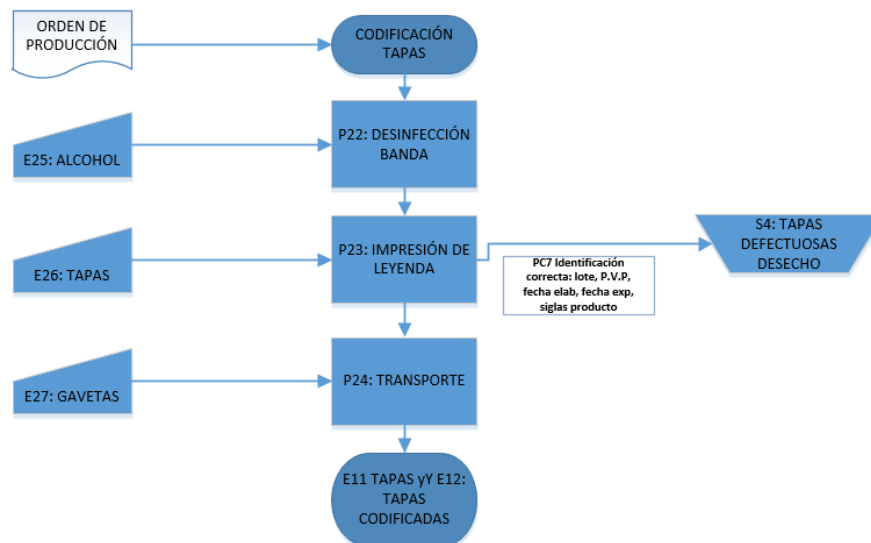 ORDEN DE
PRODUCCIÓN
CODIFICACIÓN
TAPAS
E25: ALCOHOL
P22: DESINFECCIÓN
BANDA
E26: TAPAS
P23: IMPRESIÓN DE
LEYENDA
S4: TAPAS
DEFECTUOSAS
DESECHO
PC7 Identificación
correcta: lote, P.V.P,
fecha elab, fecha exp,
siglas producto
E27: GAVETAS
P24: TRANSPORTE
E11 TAPAS yY E12:
TAPAS
CODIFICADAS